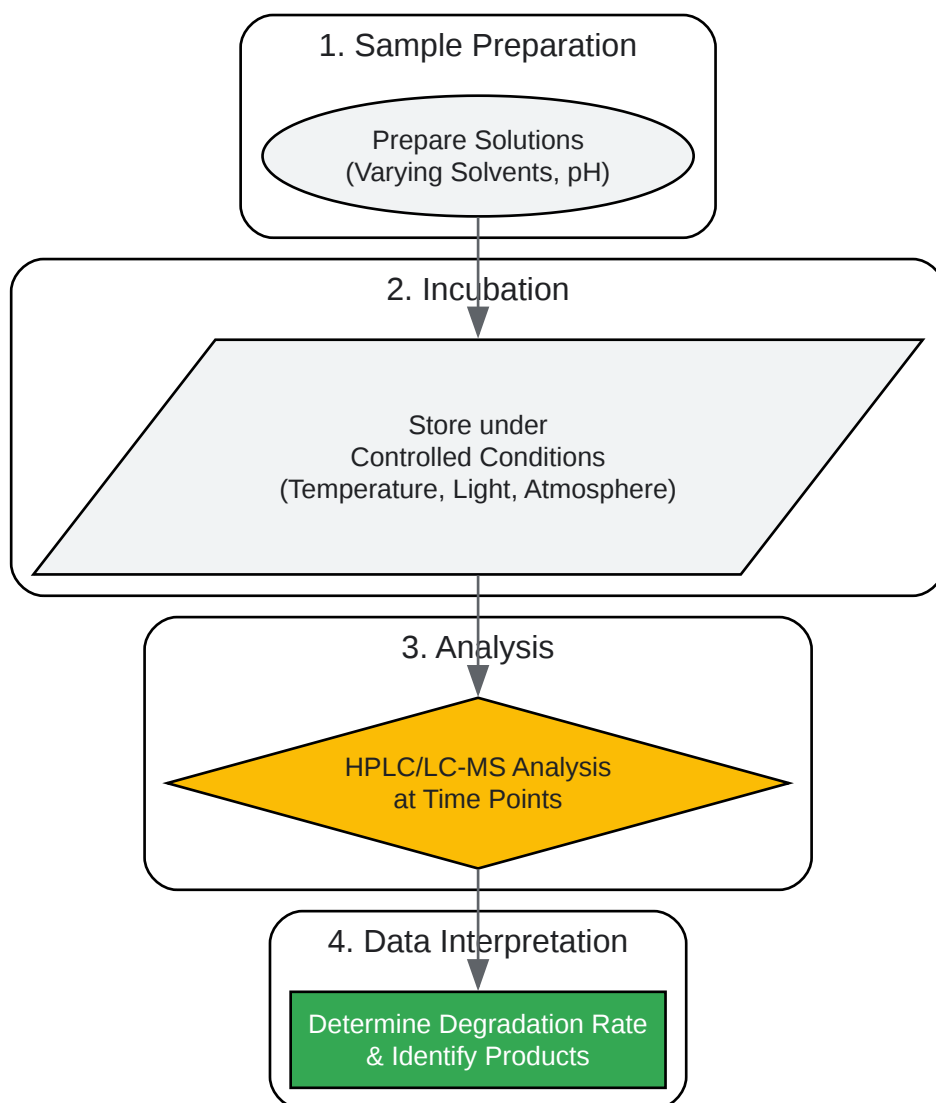 1. Sample Preparation
Prepare Solutions
(Varying Solvents, pH)
2. Incubation
Store under
Controlled Conditions
(Temperature, Light, Atmosphere)
3. Analysis
HPLC/LC-MS Analysis
at Time Points
4. Data Interpretation
Determine Degradation Rate
& Identify Products